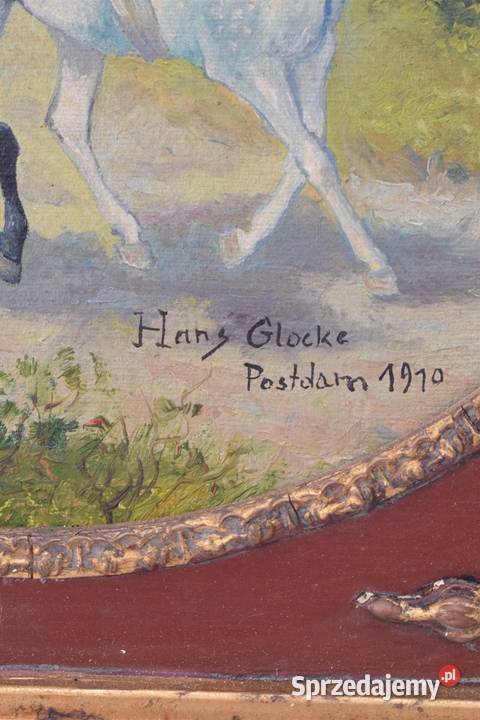 Hans Glocke
Postdam 1910
Sprzedajemy.pl